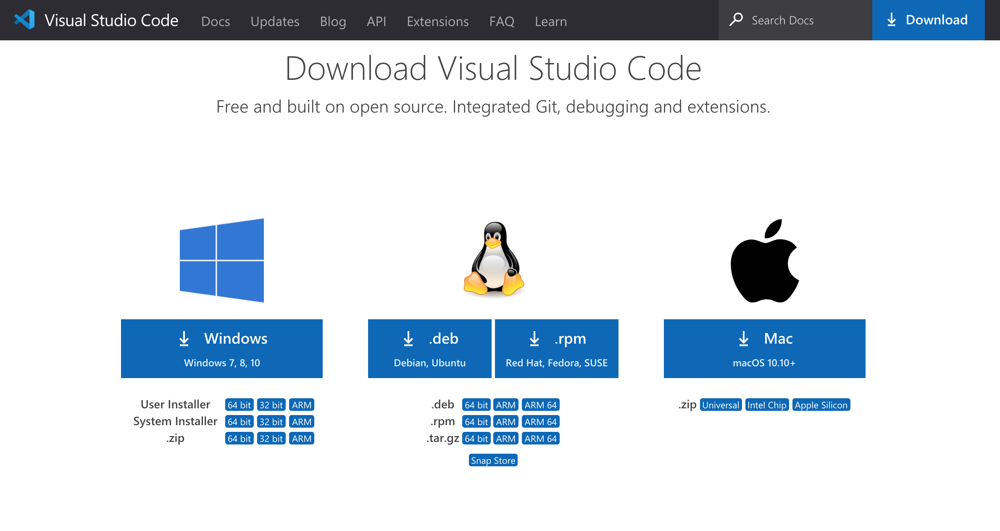 Visual Studio Code Docs Updates Blog API Extensions FAQ Learn Search Docs Download
Download Visual Studio Code
Free and built on open source. Integrated Git, debugging and extensions.
Windows
Windows 7, 8, 10
User Installer 64 bit 32 bit ARM
System Installer 64 bit 32 bit ARM
.zip 64 bit 32 bit ARM
.deb
Debian, Ubuntu
.rpm
Red Hat, Fedora, SUSE
.deb 64 bit ARM ARM 64
.rpm 64 bit ARM ARM 64
.tar.gz 64 bit ARM ARM 64
Snap Store
Mac
macOS 10.10+
.zip Universal Intel Chip Apple Silicon